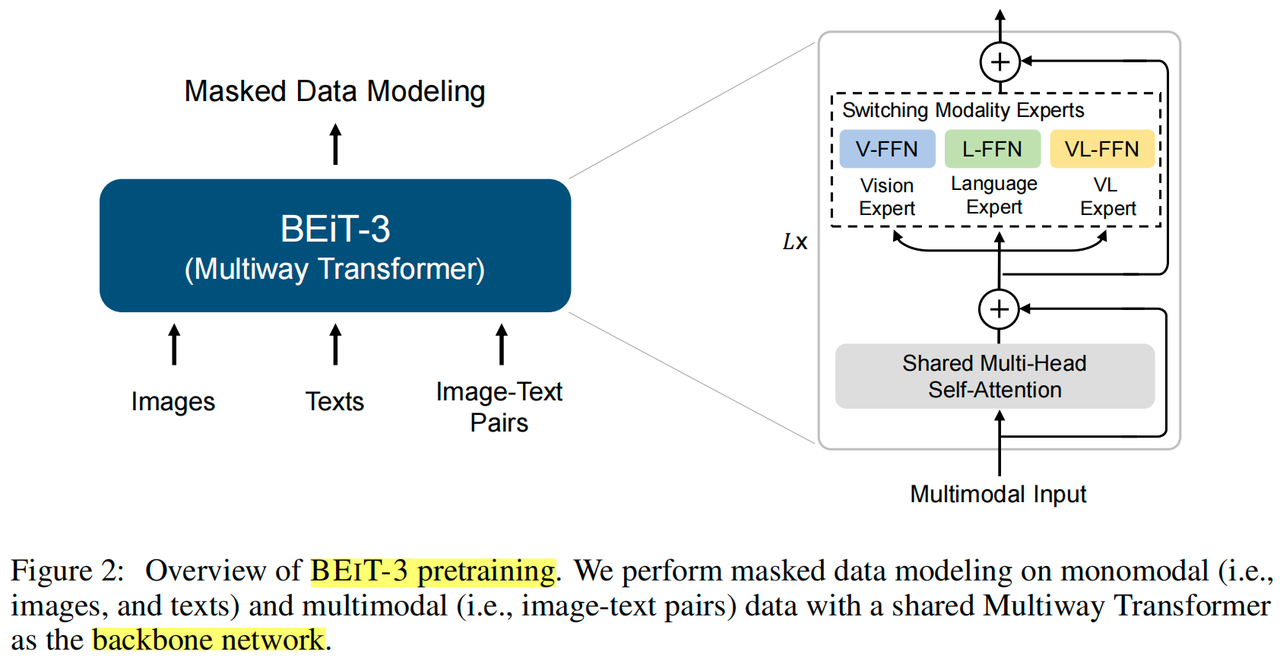 Masked Data Modeling
BEiT-3
(Multiway Transformer)
Images
Texts
Image-Text
Pairs
Switching Modality Experts
V-FFN
L-FFN
VL-FFN
Vision
Expert
Language
Expert
VL
Expert
Lx
Shared Multi-Head
Self-Attention
Multimodal Input
Figure 2: Overview of BEIT-3 pretraining. We perform masked data modeling on monomodal (i.e.,
images, and texts) and multimodal (i.e., image-text pairs) data with a shared Multiway Transformer
as the backbone network.